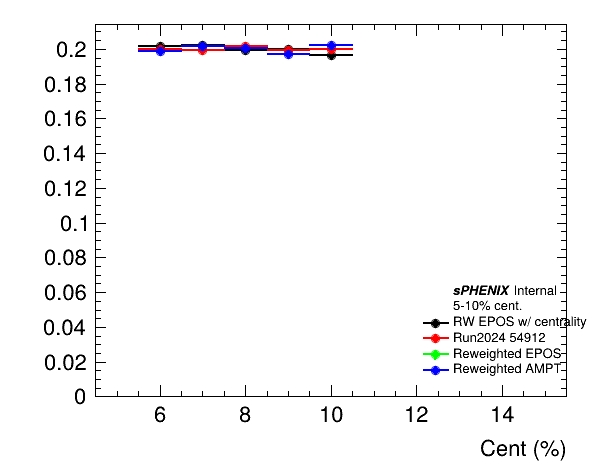 0.2
0.18
0.16
0.14
0.12
0.1
0.08
0.06
0.04
0.02
0
sPHENIX Internal
5-10% cent.
RW EPOS w/ centrality
Run2024 54912
Reweighted EPOS
Reweighted AMPT
6 8 10 12 14
Cent (%)